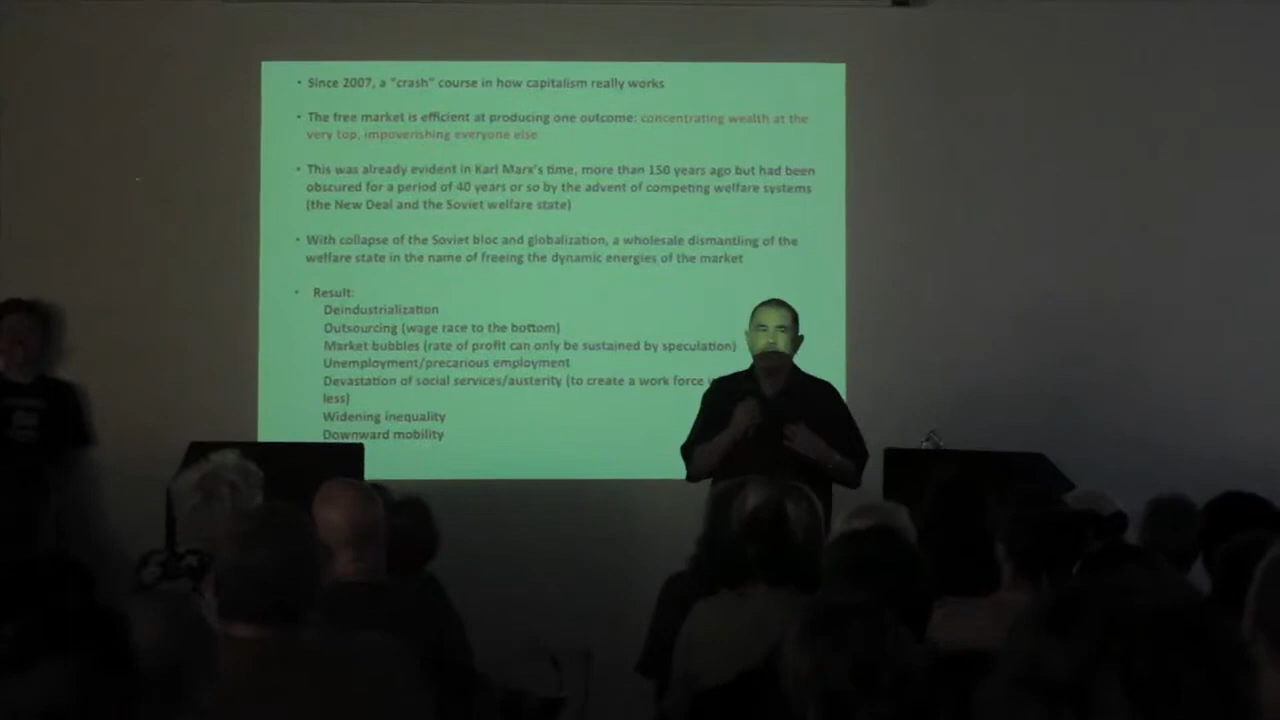 • Since 2007, a "crash" course in how capitalism really works
• The free market is efficient at producing one outcome: concentrating wealth at the
very top, impoverishing everyone else
• This was already evident in Karl Marx's time, more than 150 years ago but had been
obscured for a period of 40 years or so by the advent of competing welfare systems
(the New Deal and the Soviet welfare state)
• With collapse of the Soviet bloc and globalization, a wholesale dismantling of the
welfare state in the name of freeing the dynamic energies of the market
• Result:
Deindustrialization
Outsourcing (wage race to the bottom)
Market bubbles (rate of profit can only be sustained by speculation)
Unemployment/precarious employment
Devastation of social services/austerity (to create a work force
less)
Widening inequality
Downward mobility